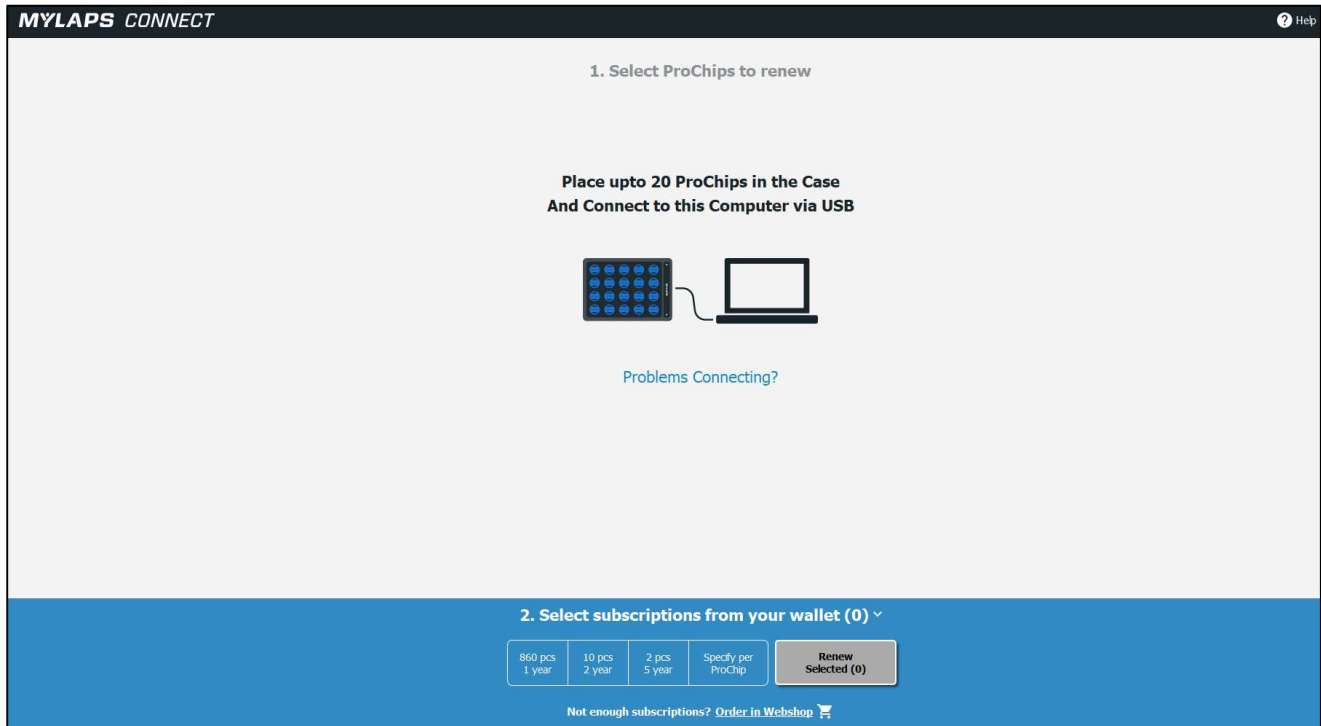 MYLAPS CONNECT
Help
1. Select ProChips to renew
Place upto 20 ProChips in the Case
And Connect to this Computer via USB
Problems Connecting?
2. Select subscriptions from your wallet (0)
860 pcs
1 year
10 pcs
2 year
2 pcs
5 year
Specify per
ProChip
Renew
Selected (0)
Not enough subscriptions? Order in Webshop